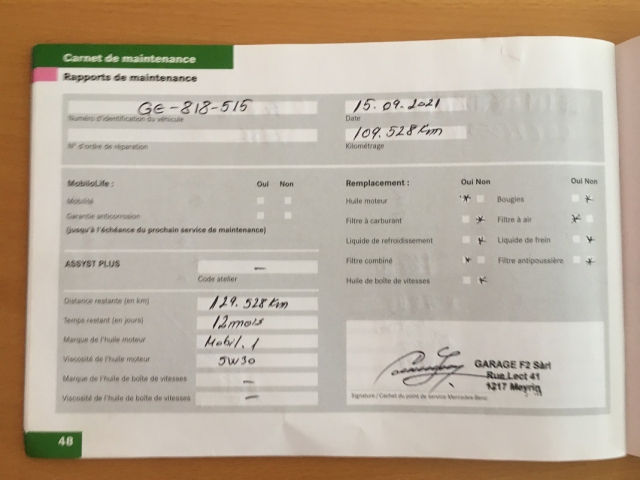 Carnet de maintenance
Rapports de maintenance
GE-818-515
Numéro d'identification du véhicule
15.09.2021
Date
109.528 Km
N° d'ordre de réparation
Kilométrage
MobiloLife :
Oui Non
Mobilité
Garantie anticorrosion
(jusqu'à l'échéance du prochain service de maintenance)
Remplacement :
Oui Non
Oui Non
Huile moteur
Bougies
Filtre à carburant
Filtre à air
Liquide de refroidissement
Liquide de frein
Filtre combiné
Filtre antipoussière
Huile de boîte de vitesses
ASSYST PLUS
—
Code atelier
Distance restante (en km)
129.528 Km
Temps restant (en jours)
12 mois
Marque de l'huile moteur
Mobil.1
Viscosité de l'huile moteur
5W30
Marque de l'huile de boîte de vitesses
—
Viscosité de l'huile de boîte de vitesses
—
GARAGE F2 Sàrl
Rue Lect 41
1217 Meyrin
Signature / Cachet du point de service Mercedes-Benz
48